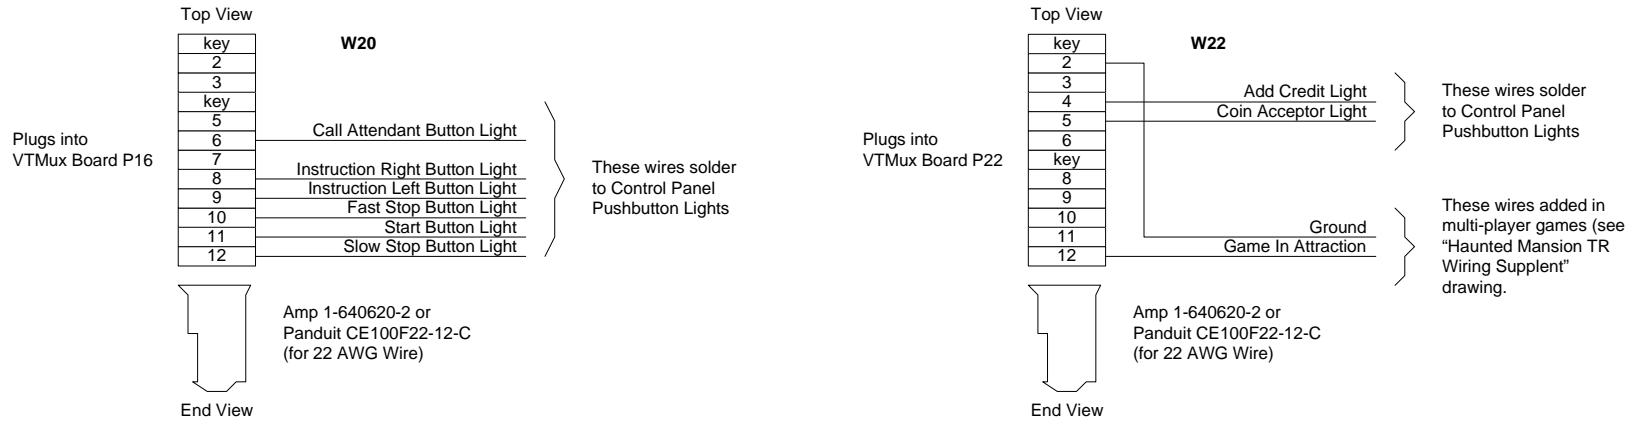 Top View
W20
key
2
3
key
5
6
7
8
9
10
11
12
Plugs into
VTMux Board P16
Call Attendant Button Light
Instruction Right Button Light
Instruction Left Button Light
Fast Stop Button Light
Start Button Light
Slow Stop Button Light
These wires solder
to Control Panel
Pushbutton Lights
Amp 1-640620-2 or
Panduit CE100F22-12-C
(for 22 AWG Wire)
End View
Top View
W22
key
2
3
4
5
6
key
8
9
10
11
12
Plugs into
VTMux Board P22
Add Credit Light
Coin Acceptor Light
These wires solder
to Control Panel
Pushbutton Lights
Ground
Game In Attraction
These wires added in
multi-player games (see
“Haunted Mansion TR
Wiring Supplent”
drawing.
Amp 1-640620-2 or
Panduit CE100F22-12-C
(for 22 AWG Wire)
End View